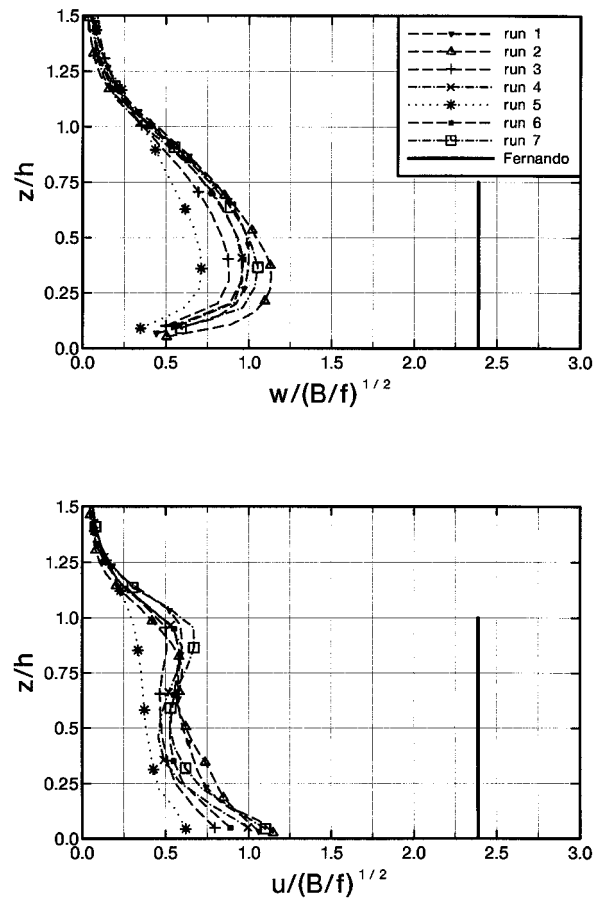 1.5
1.25
1.0
0.75
0.5
0.25
0.0
z/h
run 1
run 2
run 3
run 4
run 5
run 6
run 7
Fernando
0.0 0.5 1.0 1.5 2.0 2.5 3.0
w/(B/f)^1/2
1.5
1.25
1.0
0.75
0.5
0.25
0.0
z/h
0.0 0.5 1.0 1.5 2.0 2.5 3.0
u/(B/f)^1/2